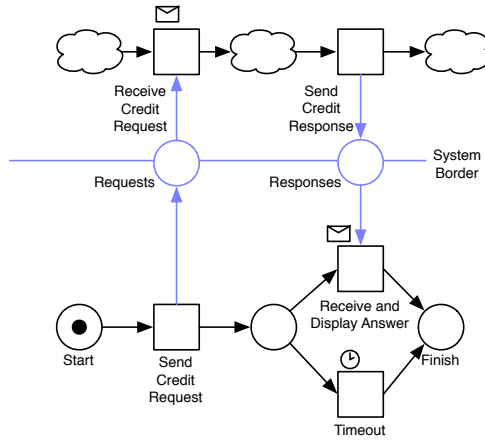 Receive
Credit
Request
Send
Credit
Response
Requests
Responses
System
Border
Start
Send
Credit
Request
Receive and
Display Answer
Finish
Timeout